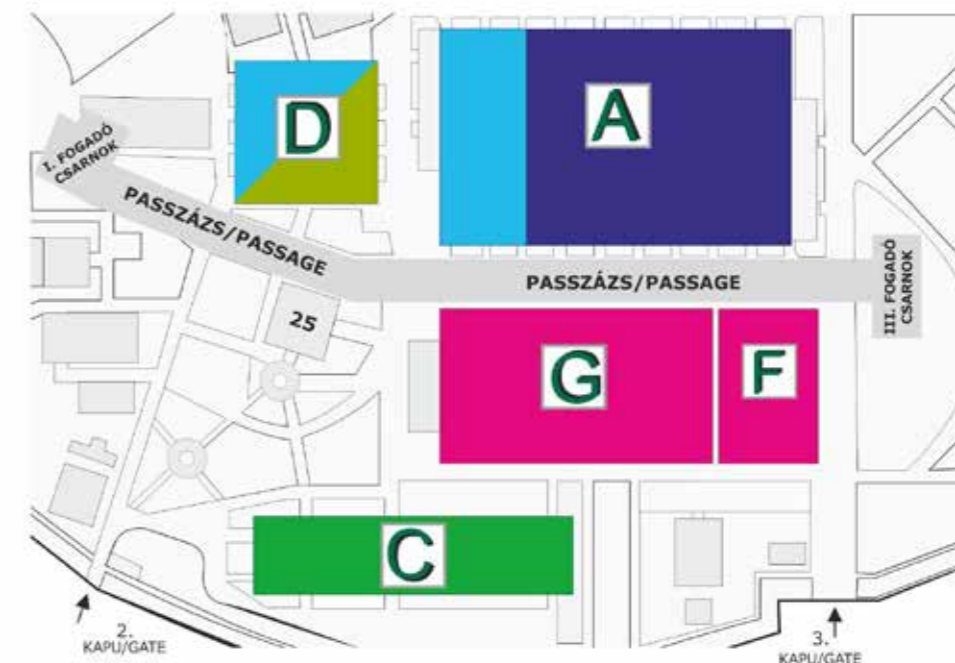 D
A
I. FOGADÓ
CSARNOK
PASSZÁZS/PASSAGE
PASSZÁZS/PASSAGE
III. FOGADÓ
CSARNOK
25
G
F
C
2.
KAPU/GATE
3.
KAPU/GATE